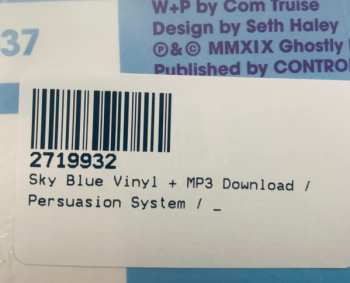 W+P by Com Truise
Design by Seth Haley
37
℗&© MMXIX Ghostly
Published by CONTRO
2719932
Sky Blue Vinyl + MP3 Download /
Persuasion System / _